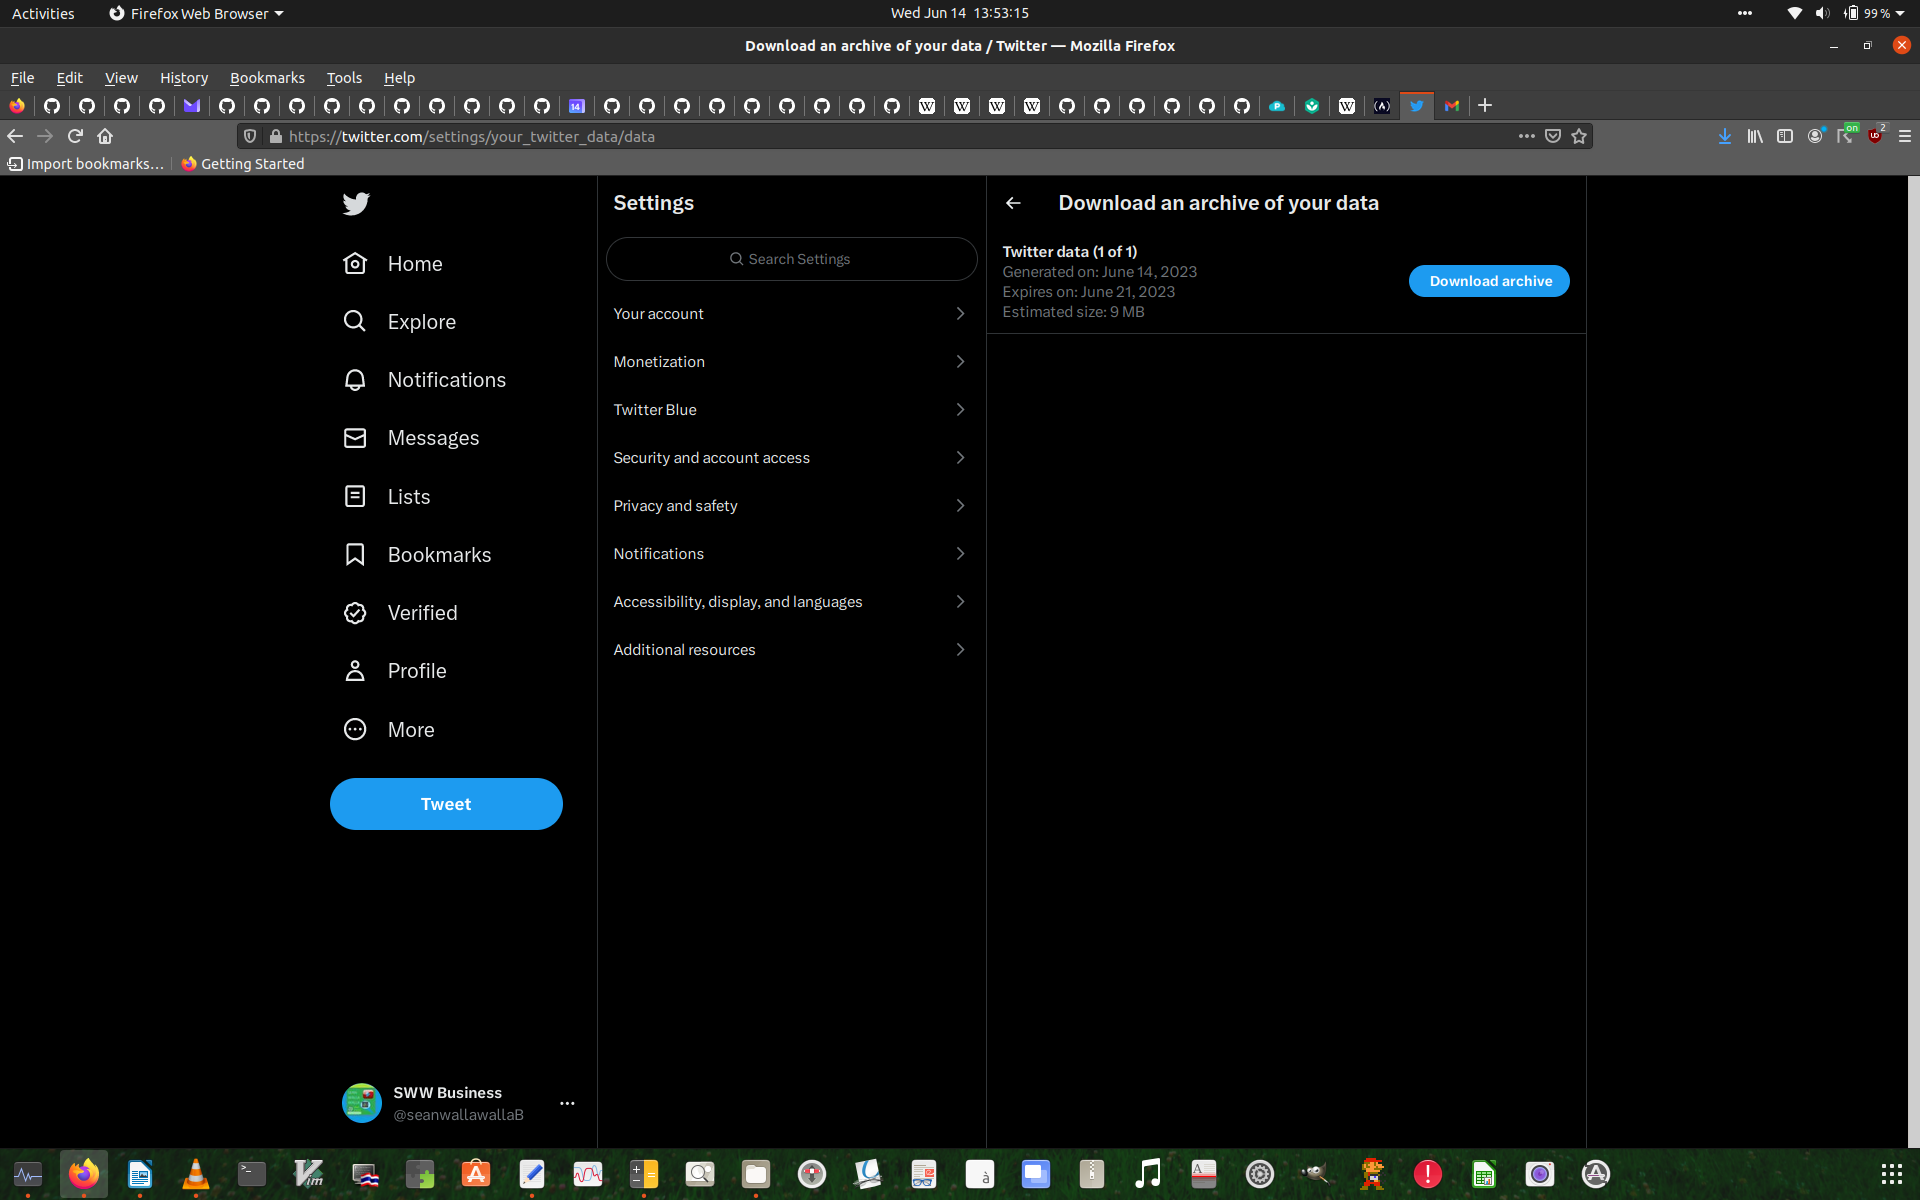 Activities
Firefox Web Browser
Wed Jun 14 13:53:15
99 %
Download an archive of your data / Twitter — Mozilla Firefox
File Edit View History Bookmarks Tools Help
14
https://twitter.com/settings/your_twitter_data/data
on
2
Import bookmarks...
Getting Started
Home
Explore
Notifications
Messages
Lists
Bookmarks
Verified
Profile
More
Tweet
SWW Business
@seanwallawallaB
Settings
Search Settings
Your account
Monetization
Twitter Blue
Security and account access
Privacy and safety
Notifications
Accessibility, display, and languages
Additional resources
Download an archive of your data
Twitter data (1 of 1)
Generated on: June 14, 2023
Expires on: June 21, 2023
Estimated size: 9 MB
Download archive